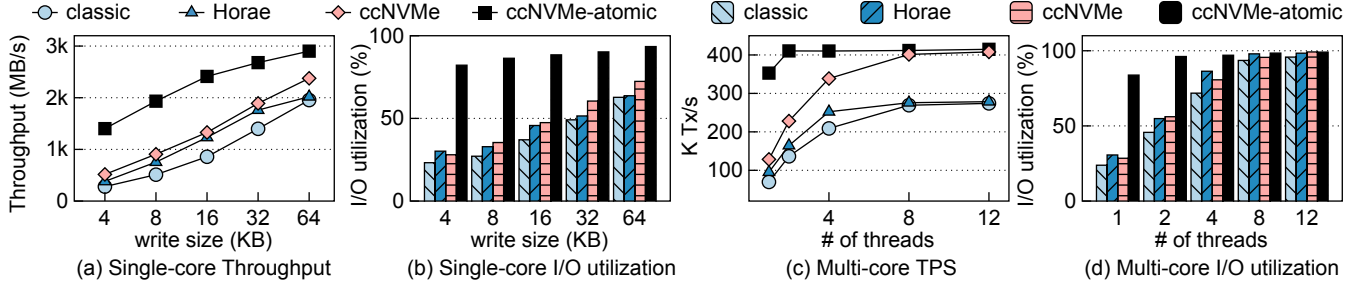 classic Horae ccNVMe ccNVMe-atomic classic Horae ccNVMe ccNVMe-atomic
Throughput (MB/s)
3k
2k
1k
0
4 8 16 32 64
write size (KB)
(a) Single-core Throughput
I/O utilization (%)
100
50
0
4 8 16 32 64
write size (KB)
(b) Single-core I/O utilization
K Tx/s
400
300
200
100
4 8 12
# of threads
(c) Multi-core TPS
I/O utilization (%)
100
50
0
1 2 4 8 12
# of threads
(d) Multi-core I/O utilization